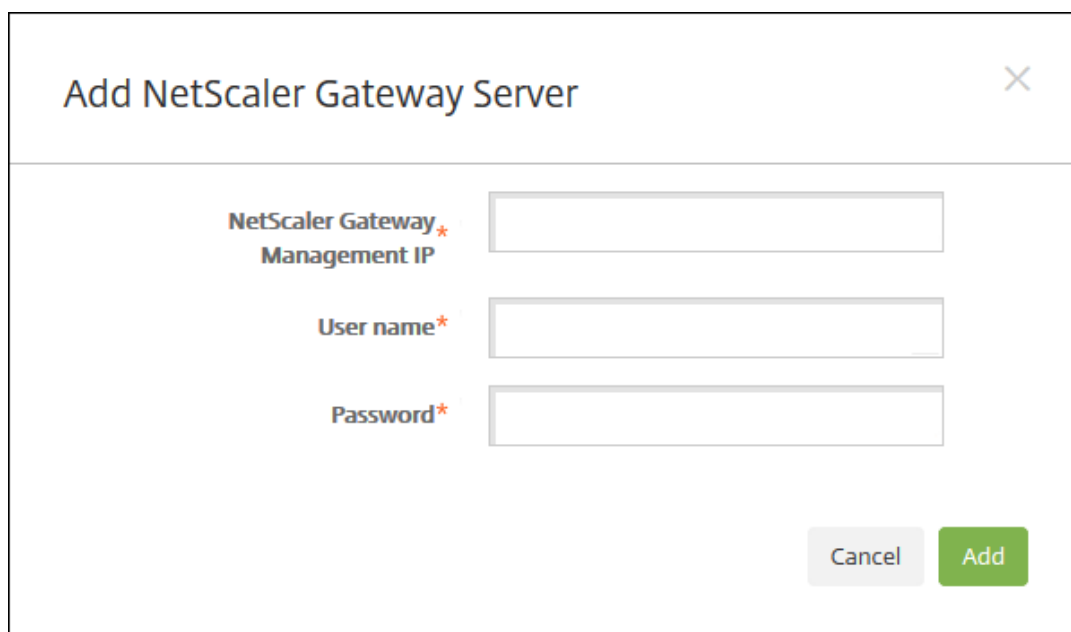 Add NetScaler Gateway Server
NetScaler Gateway*
Management IP
User name*
Password*
Cancel
Add